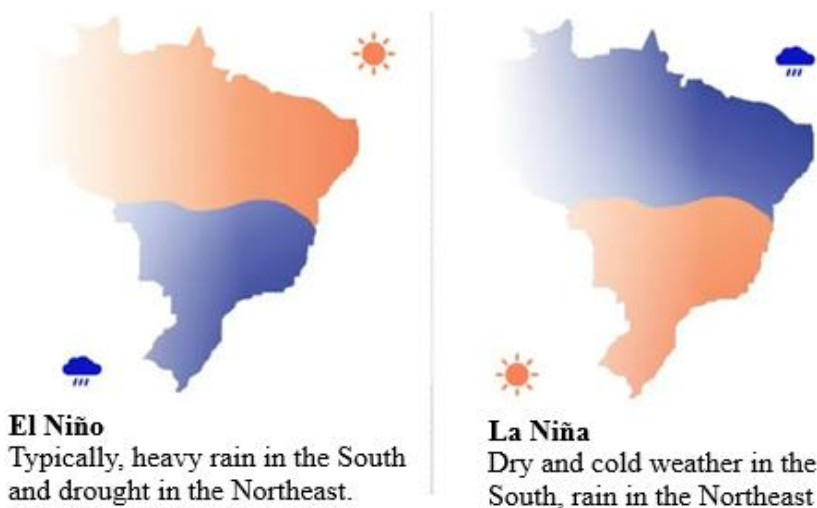 El Niño
Typically, heavy rain in the South
and drought in the Northeast.
La Niña
Dry and cold weather in the
South, rain in the Northeast